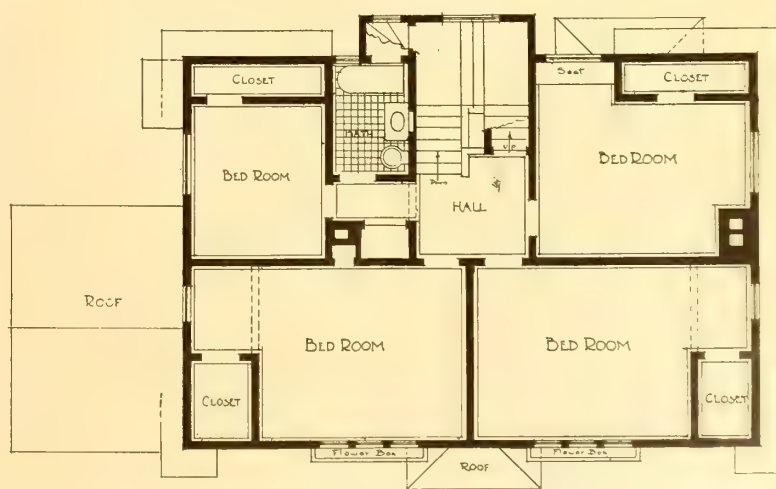 CLOSET
Seat
CLOSET
BATH
BED ROOM
UP
BED ROOM
Down
HALL
ROOF
BED ROOM
BED ROOM
CLOSET
CLOSET
Flower Box
Flower Box
ROOF